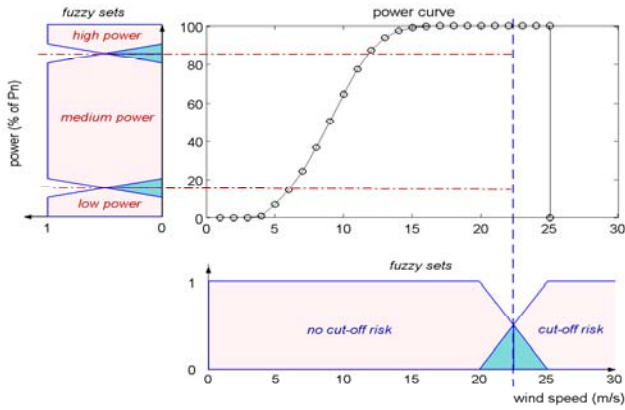 fuzzy sets
power curve
high power
medium power
low power
power (% of Pn)
1
0
100
80
60
40
20
0
0
5
10
15
20
25
30
fuzzy sets
1
0
no cut-off risk
cut-off risk
0
5
10
15
20
25
30
wind speed (m/s)